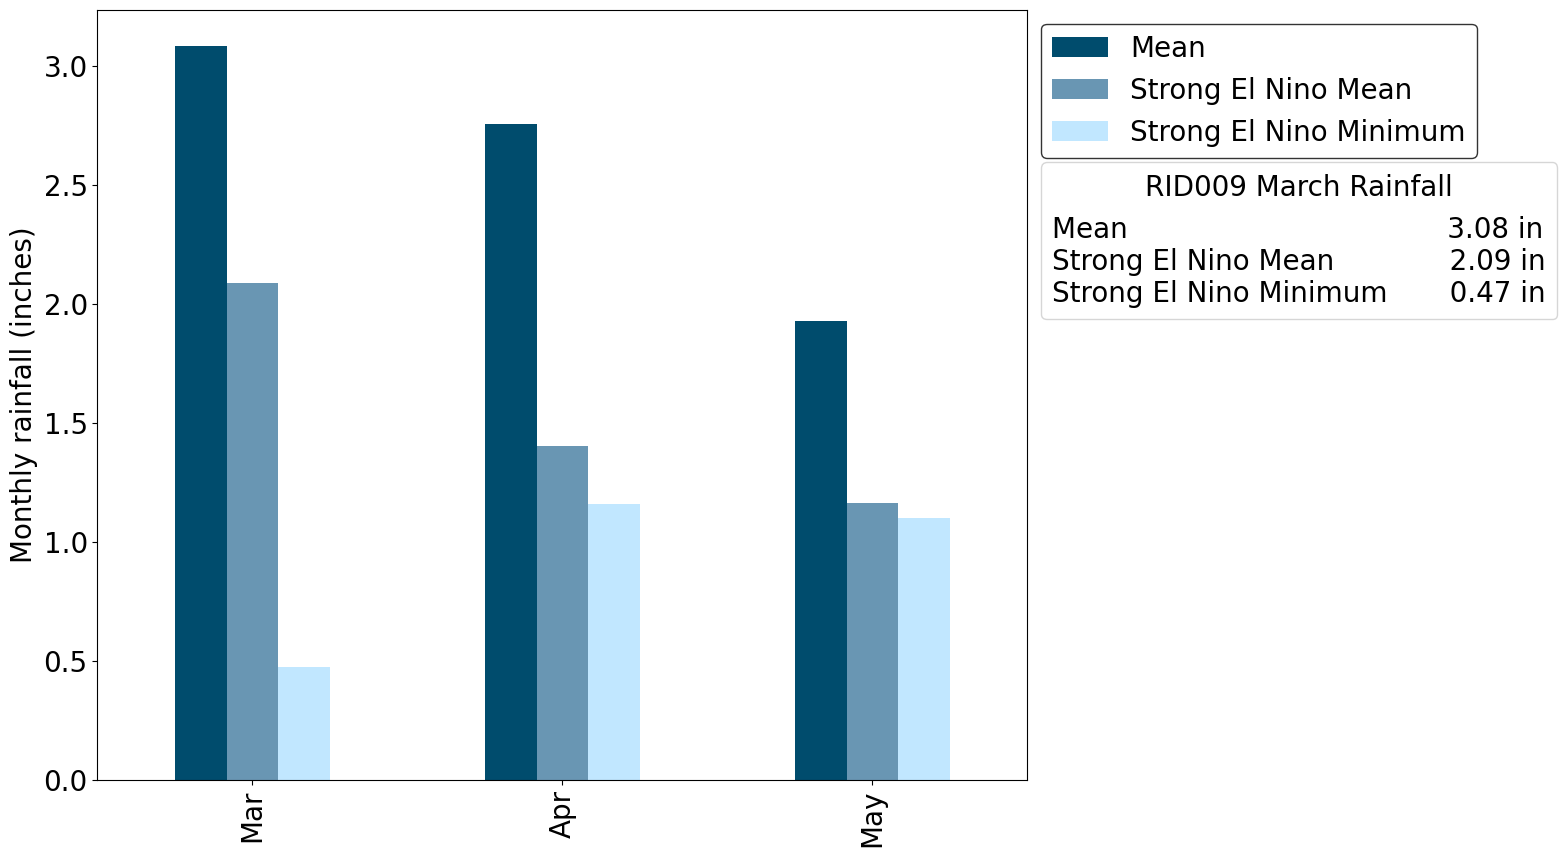 Monthly rainfall (inches)
3.0
2.5
2.0
1.5
1.0
0.5
0.0
Mar
Apr
May
Mean
Strong El Nino Mean
Strong El Nino Minimum
RID009 March Rainfall
Mean 3.08 in
Strong El Nino Mean 2.09 in
Strong El Nino Minimum 0.47 in